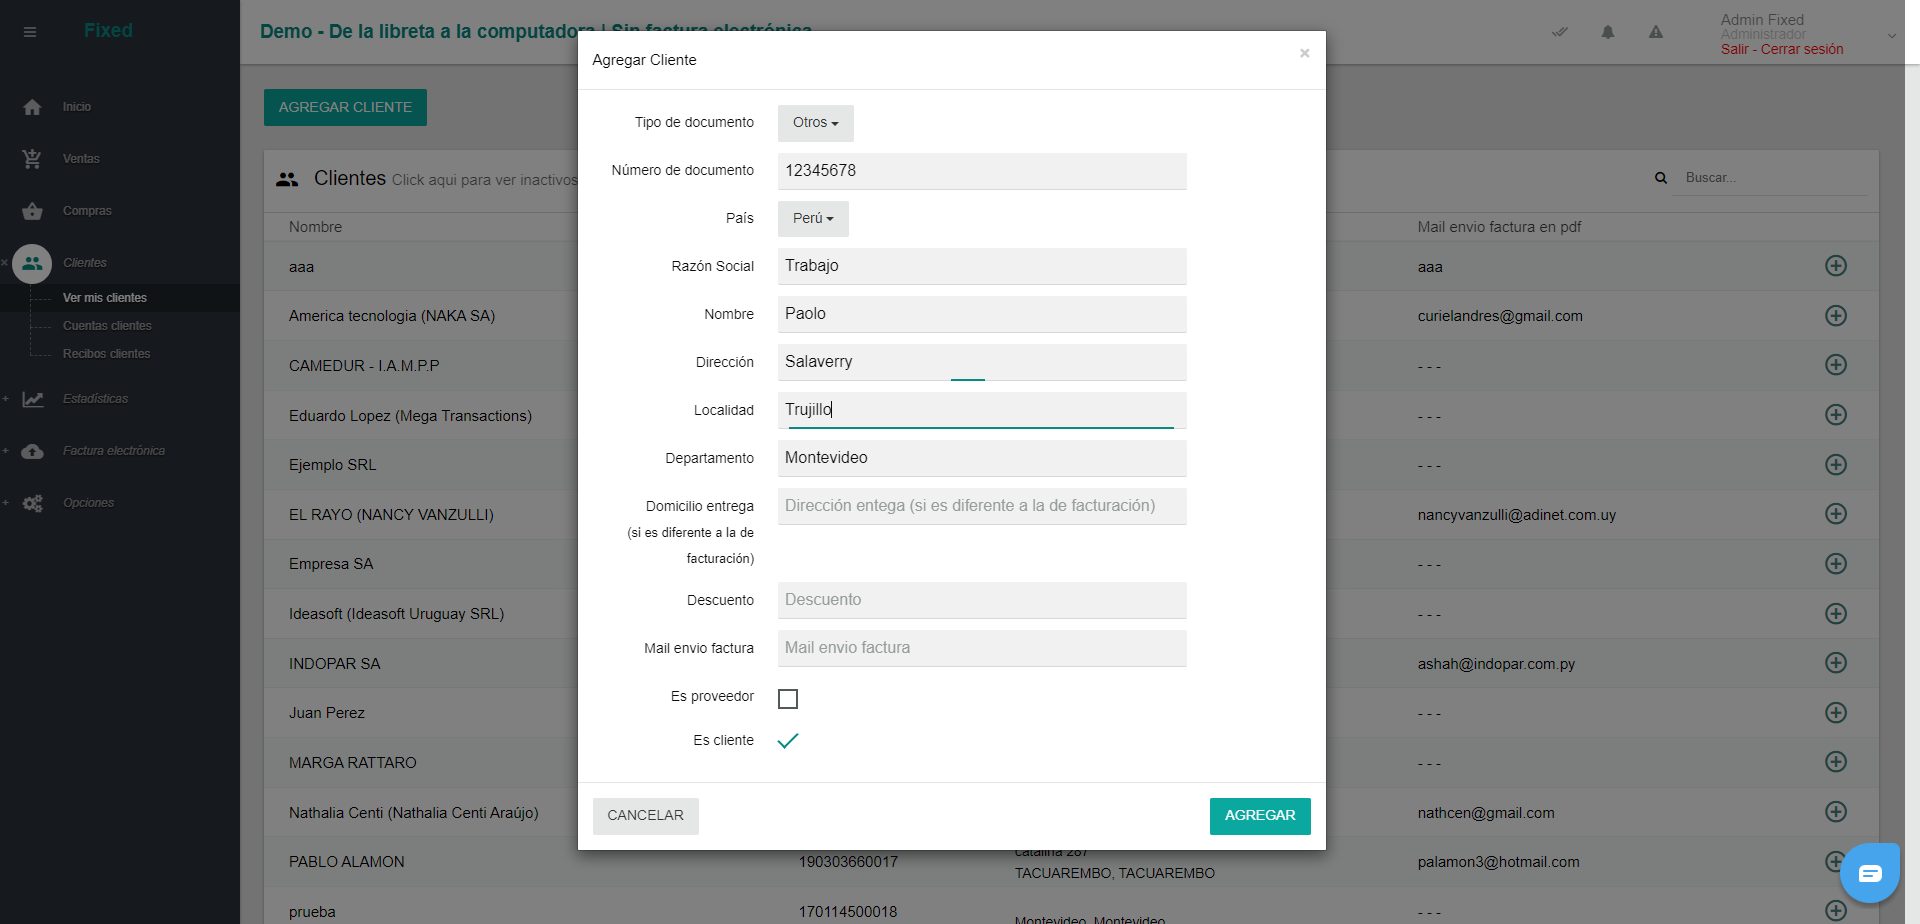 Fixed
Demo - De la libreta a la computadora | Sin factura electrónica
Admin Fixed
Administrador
Salir - Cerrar sesión
Inicio
Ventas
Compras
Clientes
Ver mis clientes
Cuentas clientes
Recibos clientes
Estadísticas
Factura electrónica
Opciones
AGREGAR CLIENTE
Clientes Click aqui para ver inactivos
Buscar...
Nombre
Mail envio factura en pdf
aaa
aaa
America tecnologia (NAKA SA)
curielandres@gmail.com
CAMEDUR - I.A.M.P.P
- - -
Eduardo Lopez (Mega Transactions)
- - -
Ejemplo SRL
- - -
EL RAYO (NANCY VANZULLI)
nancyvanzulli@adinet.com.uy
Empresa SA
- - -
Ideasoft (Ideasoft Uruguay SRL)
- - -
INDOPAR SA
ashah@indopar.com.py
Juan Perez
- - -
MARGA RATTARO
- - -
Nathalia Centi (Nathalia Centi Araújo)
nathcen@gmail.com
PABLO ALAMON
190303660017
catalina 287
TACUAREMBO, TACUAREMBO
palamon3@hotmail.com
prueba
170114500018
Montevideo, Montevideo
- - -
Agregar Cliente
×
Tipo de documento
Otros
Número de documento
12345678
País
Perú
Razón Social
Trabajo
Nombre
Paolo
Dirección
Salaverry
Localidad
Trujillo
Departamento
Montevideo
Domicilio entrega
(si es diferente a la de
facturación)
Dirección entega (si es diferente a la de facturación)
Descuento
Descuento
Mail envio factura
Mail envio factura
Es proveedor
Es cliente
CANCELAR
AGREGAR